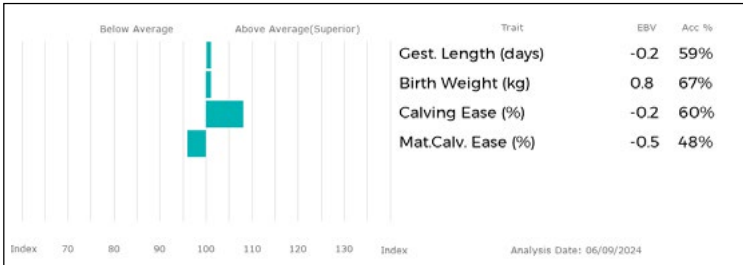 Below Average Above Average(Superior) Trait EBV Acc %
Gest. Length (days) -0.2 59%
Birth Weight (kg) 0.8 67%
Calving Ease (%) -0.2 60%
Mat.Calv. Ease (%) -0.5 48%
Index 70 80 90 100 110 120 130 Index Analysis Date: 06/09/2024